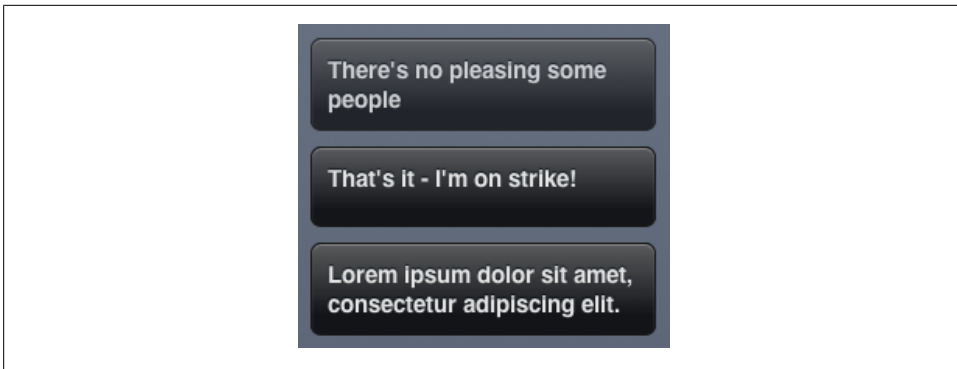 There's no pleasing some
people
That's it - I'm on strike!
Lorem ipsum dolor sit amet,
consectetur adipiscing elit.